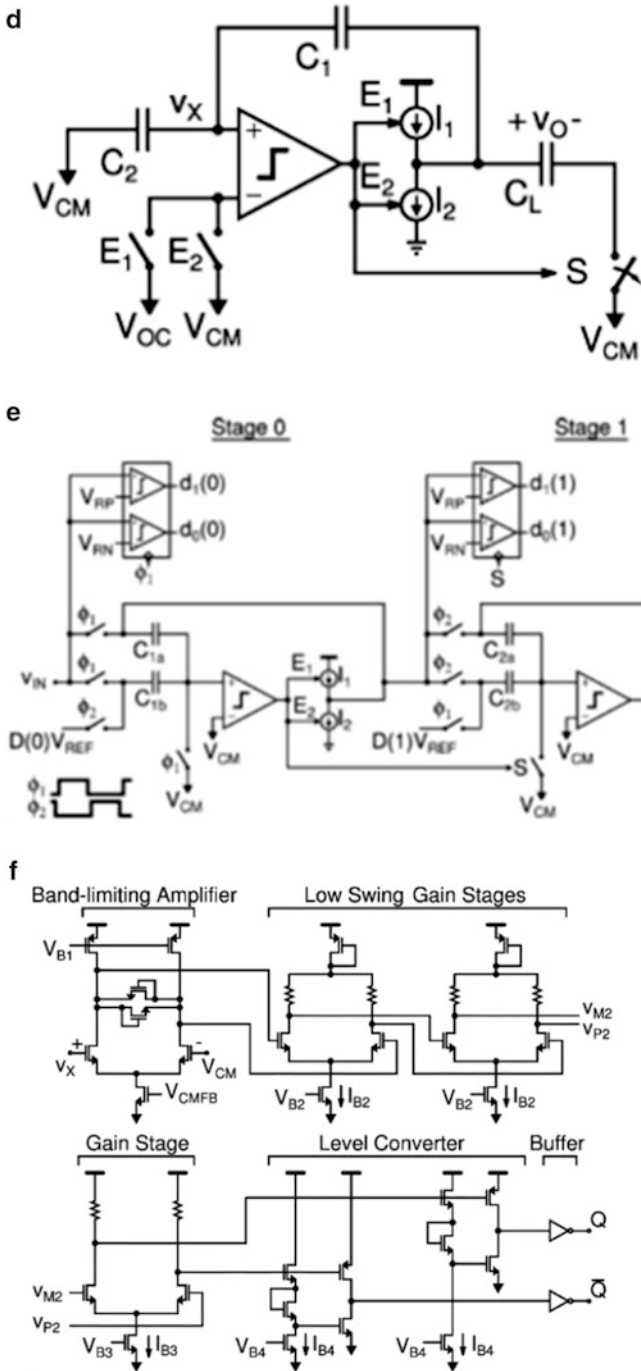 d
C1
vX
E1
I1
+ vO -
C2
E2
I2
CL
VCM
E1
E2
S
VOC
VCM
VCM
e
Stage 0
Stage 1
VRP
d1(0)
VRP
d1(1)
VRN
d0(0)
VRN
d0(1)
ϕ1
S
ϕ1
C1a
ϕ2
C2a
vIN
ϕ1
C1b
E1
I1
ϕ2
C2b
ϕ2
E2
I2
ϕ2
D(0)VREF
VCM
D(1)VREF
VCM
ϕ1
S
ϕ1
VCM
VCM
ϕ2
f
Band-limiting Amplifier
Low Swing Gain Stages
VB1
vM2
vP2
+
-
vX
VCM
VCMFB
VB2
IB2
VB2
IB2
Gain Stage
Level Converter
Buffer
Q
vM2
Q̅
vP2
VB3
IB3
VB4
IB4
VB4
IB4